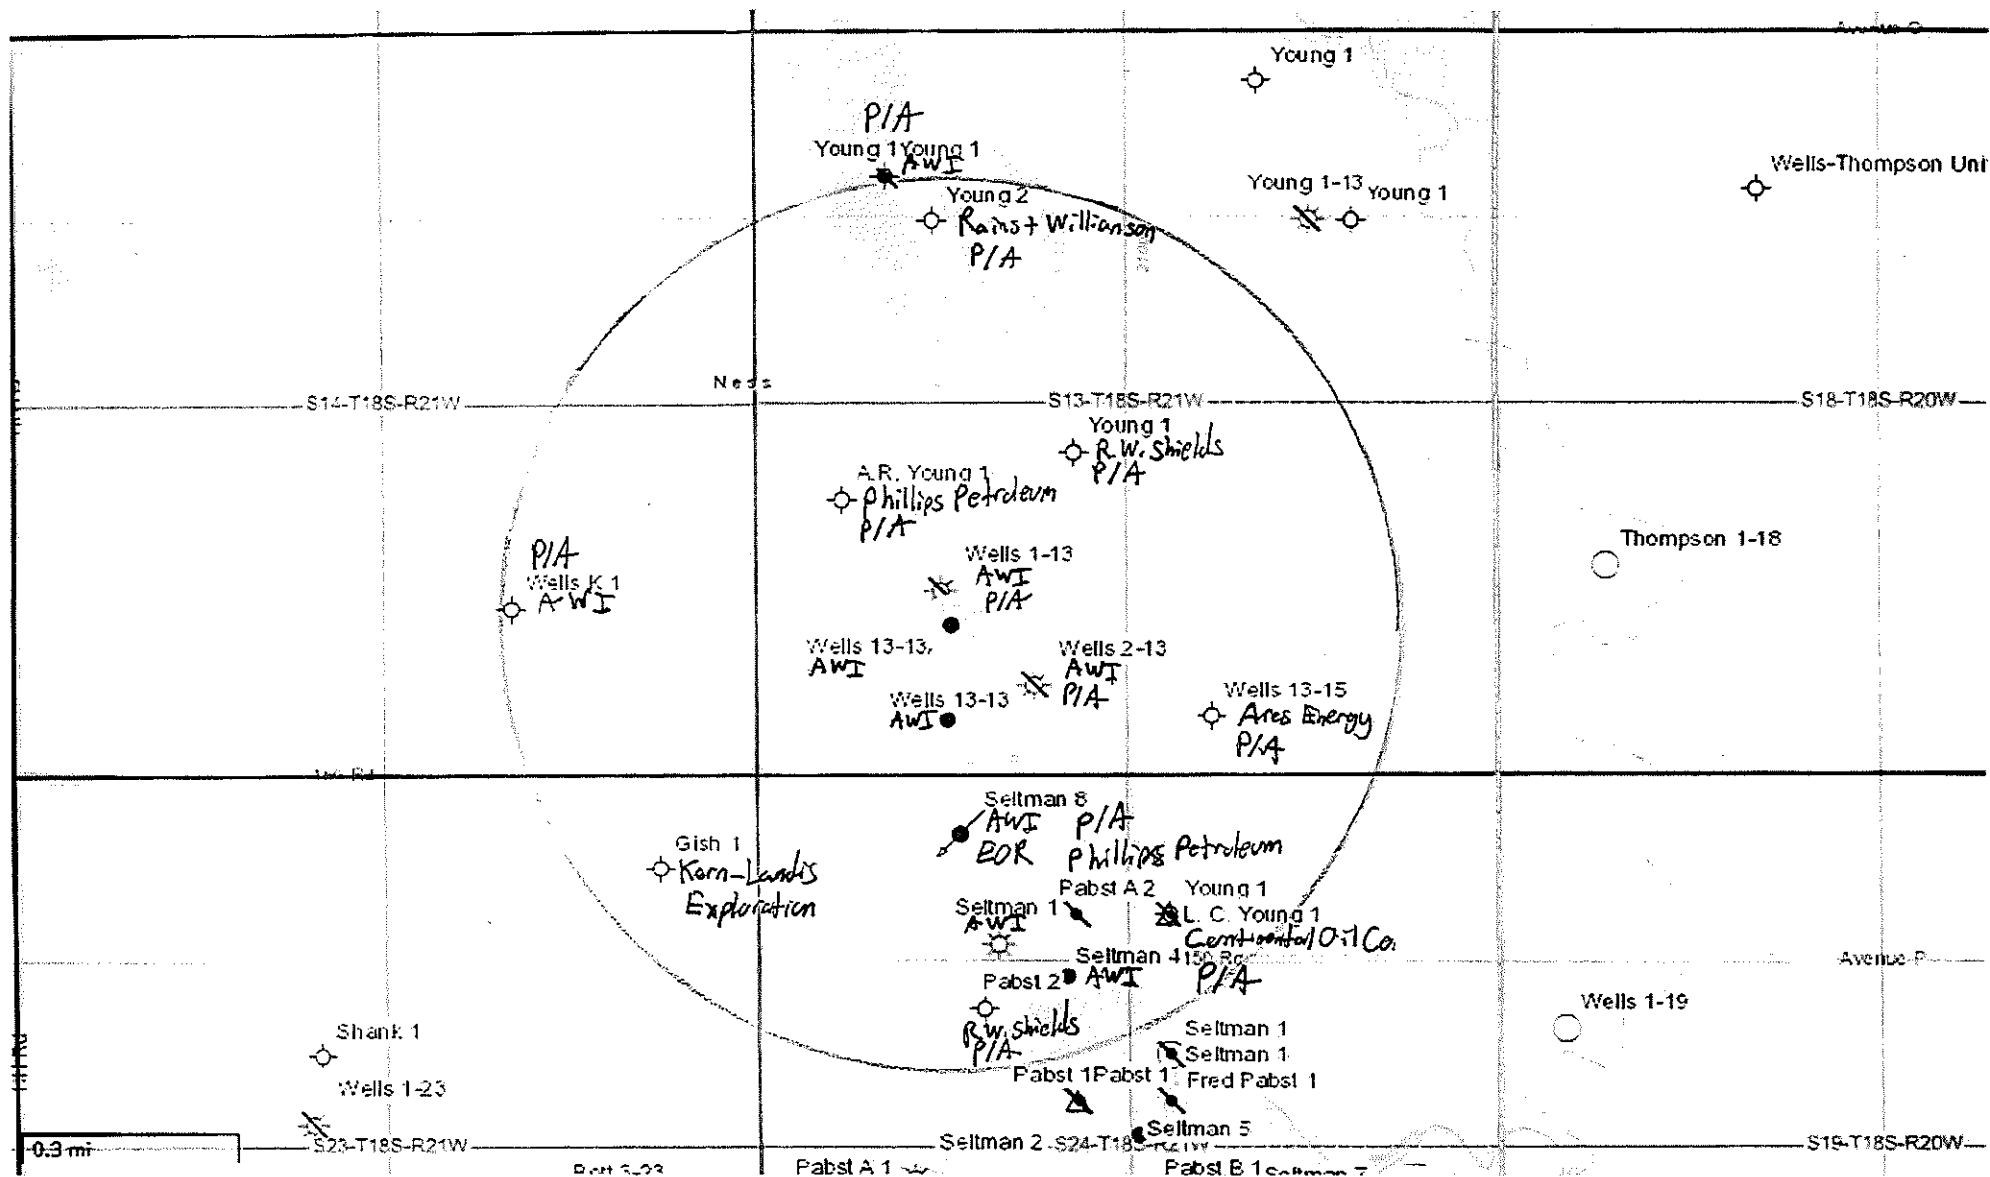 Young 1
P/A
Young 1 Young 1
AWI
Young 2
Rains + Williamson
P/A
Young 1-13 Young 1
Wells-Thompson Uni
Ness
S14-T18S-R21W
S13-T18S-R21W
S18-T18S-R20W
Young 1
R.W. Shields
P/A
A.R. Young 1
Phillips Petroleum
P/A
P/A
Wells K 1
AWI
Wells 1-13
AWI
P/A
Thompson 1-18
Wells 13-13,
AWI
Wells 2-13
AWI
P/A
Wells 13-13
AWI
Wells 13-15
Ares Energy
P/A
Seltman 8
AWI P/A
EOR Phillips Petroleum
Gish 1
Korn-Landis
Exploration
Pabst A 2
Young 1
L. C. Young 1
Continental Oil Co.
P/A
Seltman 1
AWI
Seltman 4
AWI
150 Rd
Avenue P
Pabst 2
R.W. Shields
P/A
Wells 1-19
Shank 1
Wells 1-23
Seltman 1
Seltman 1
Pabst 1 Pabst 1
Fred Pabst 1
Seltman 5
0.3 mi
S23-T18S-R21W
Seltman 2
S24-T18S-R21W
S19-T18S-R20W
Pabst A 1
Pabst B 1